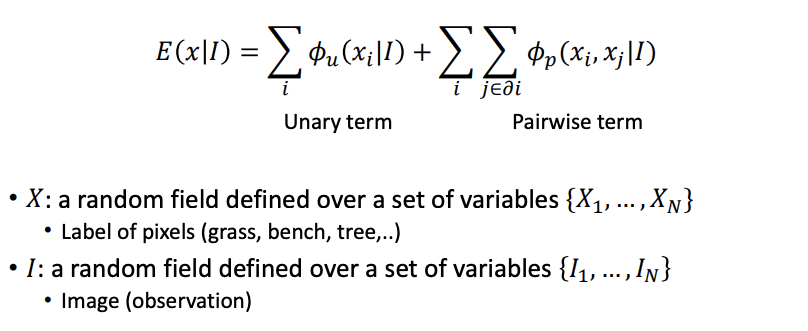 E(x|I) = ∑_i ϕ_u(x_i|I) + ∑_i ∑_{j∈∂i} ϕ_p(x_i, x_j|I)
Unary term Pairwise term
• X: a random field defined over a set of variables {X_1, … , X_N}
• Label of pixels (grass, bench, tree,..)
• I: a random field defined over a set of variables {I_1, … , I_N}
• Image (observation)